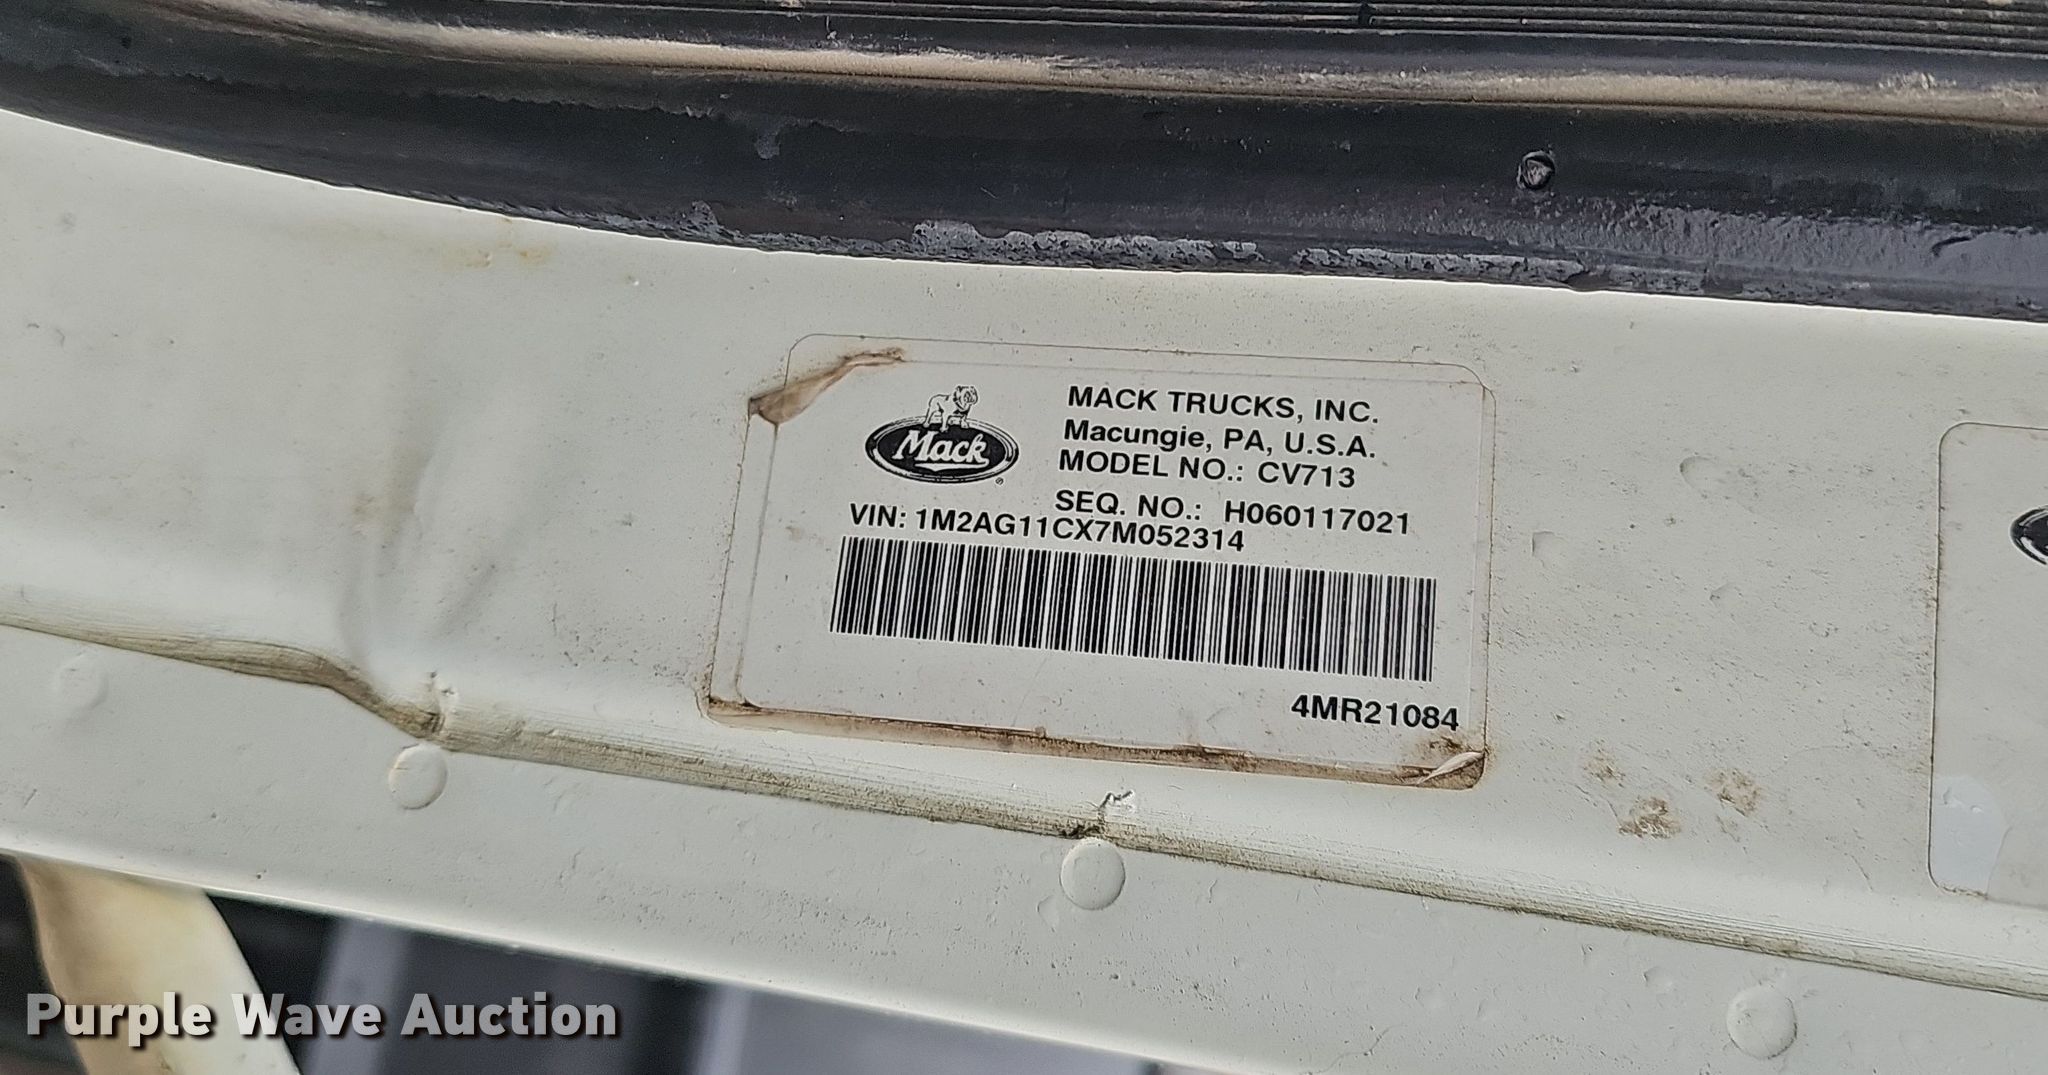 Mack
MACK TRUCKS, INC.
Macungie, PA, U.S.A.
MODEL NO.: CV713
SEQ. NO.: H060117021
VIN: 1M2AG11CX7M052314
4MR21084
Purple Wave Auction